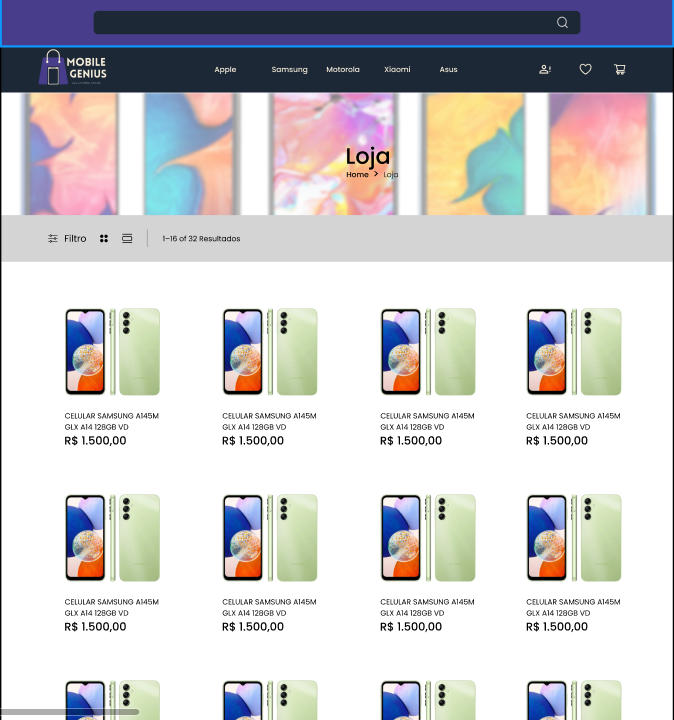 MOBILE
GENIUS
Apple Samsung Motorola Xiaomi Asus
Loja
Home > Loja
Filtro 1–16 of 32 Resultados
CELULAR SAMSUNG A145M CELULAR SAMSUNG A145M CELULAR SAMSUNG A145M CELULAR SAMSUNG A145M
GLX A14 128GB VD GLX A14 128GB VD GLX A14 128GB VD GLX A14 128GB VD
R$ 1.500,00 R$ 1.500,00 R$ 1.500,00 R$ 1.500,00
CELULAR SAMSUNG A145M CELULAR SAMSUNG A145M CELULAR SAMSUNG A145M CELULAR SAMSUNG A145M
GLX A14 128GB VD GLX A14 128GB VD GLX A14 128GB VD GLX A14 128GB VD
R$ 1.500,00 R$ 1.500,00 R$ 1.500,00 R$ 1.500,00